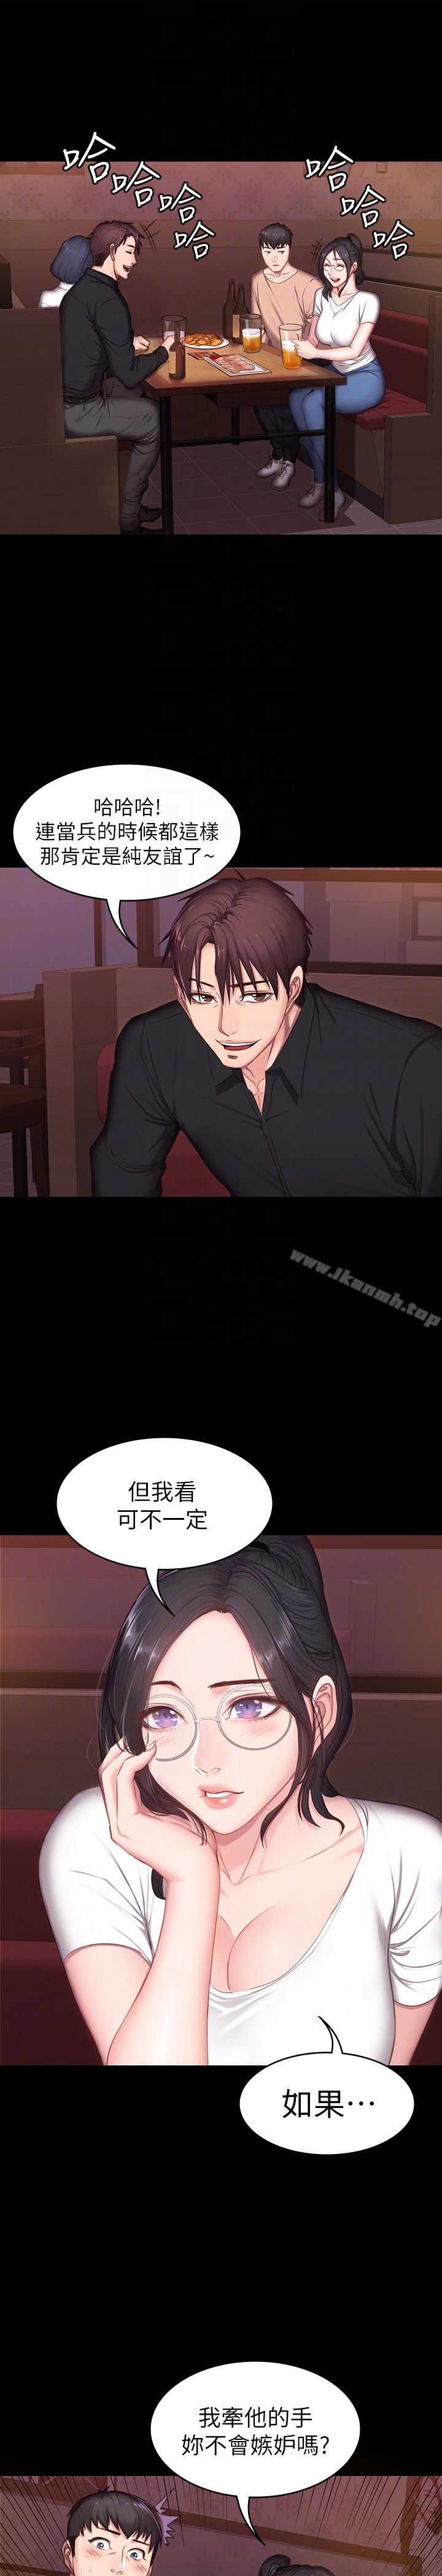 哈哈哈哈
哈哈哈
哈哈哈!
連當兵的時候都這樣
那肯定是純友誼了~
www.ikanmh.top
但我看
可不一定
如果…
我牽他的手
妳不會嫉妒嗎?